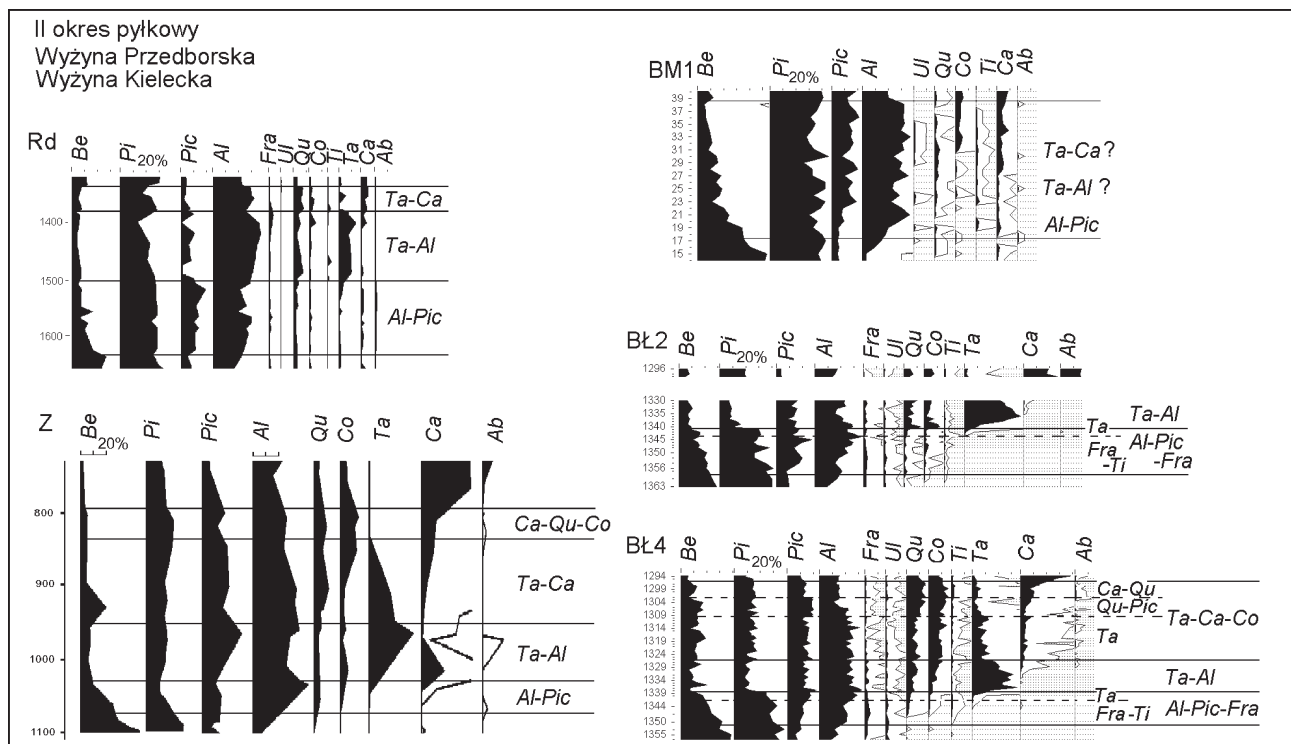 II okres pyłkowy
Wyżyna Przedborska
Wyżyna Kielecka
Rd
Be Pi 20% Pic Al Fra Ul Qu Co Ti Ta Ca Ab
1400
1500
1600
Ta-Ca
Ta-Al
Al-Pic
Z
Be 20% Pi Pic Al Qu Co Ta Ca Ab
800
900
1000
1100
Ca-Qu-Co
Ta-Ca
Ta-Al
Al-Pic
BM1
Be Pi 20% Pic Al Ul Qu Co Ti Ca Ab
39
37
35
33
31
29
27
25
23
21
19
17
15
Ta-Ca ?
Ta-Al ?
Al-Pic
BŁ2
Be Pi 20% Pic Al Fra Ul Qu Co Ti Ta Ca Ab
1296
1330
1335
1340
1345
1350
1356
1363
Ta Ta-Al
Fra -Ti Al-Pic -Fra
BŁ4
Be Pi 20% Pic Al Fra Ul Qu Co Ti Ta Ca Ab
1294
1299
1304
1309
1314
1319
1324
1329
1334
1339
1344
1350
1355
Ca-Qu
Qu-Pic
Ta-Ca-Co
Ta
Ta-Al
Ta
Fra-Ti Al-Pic-Fra